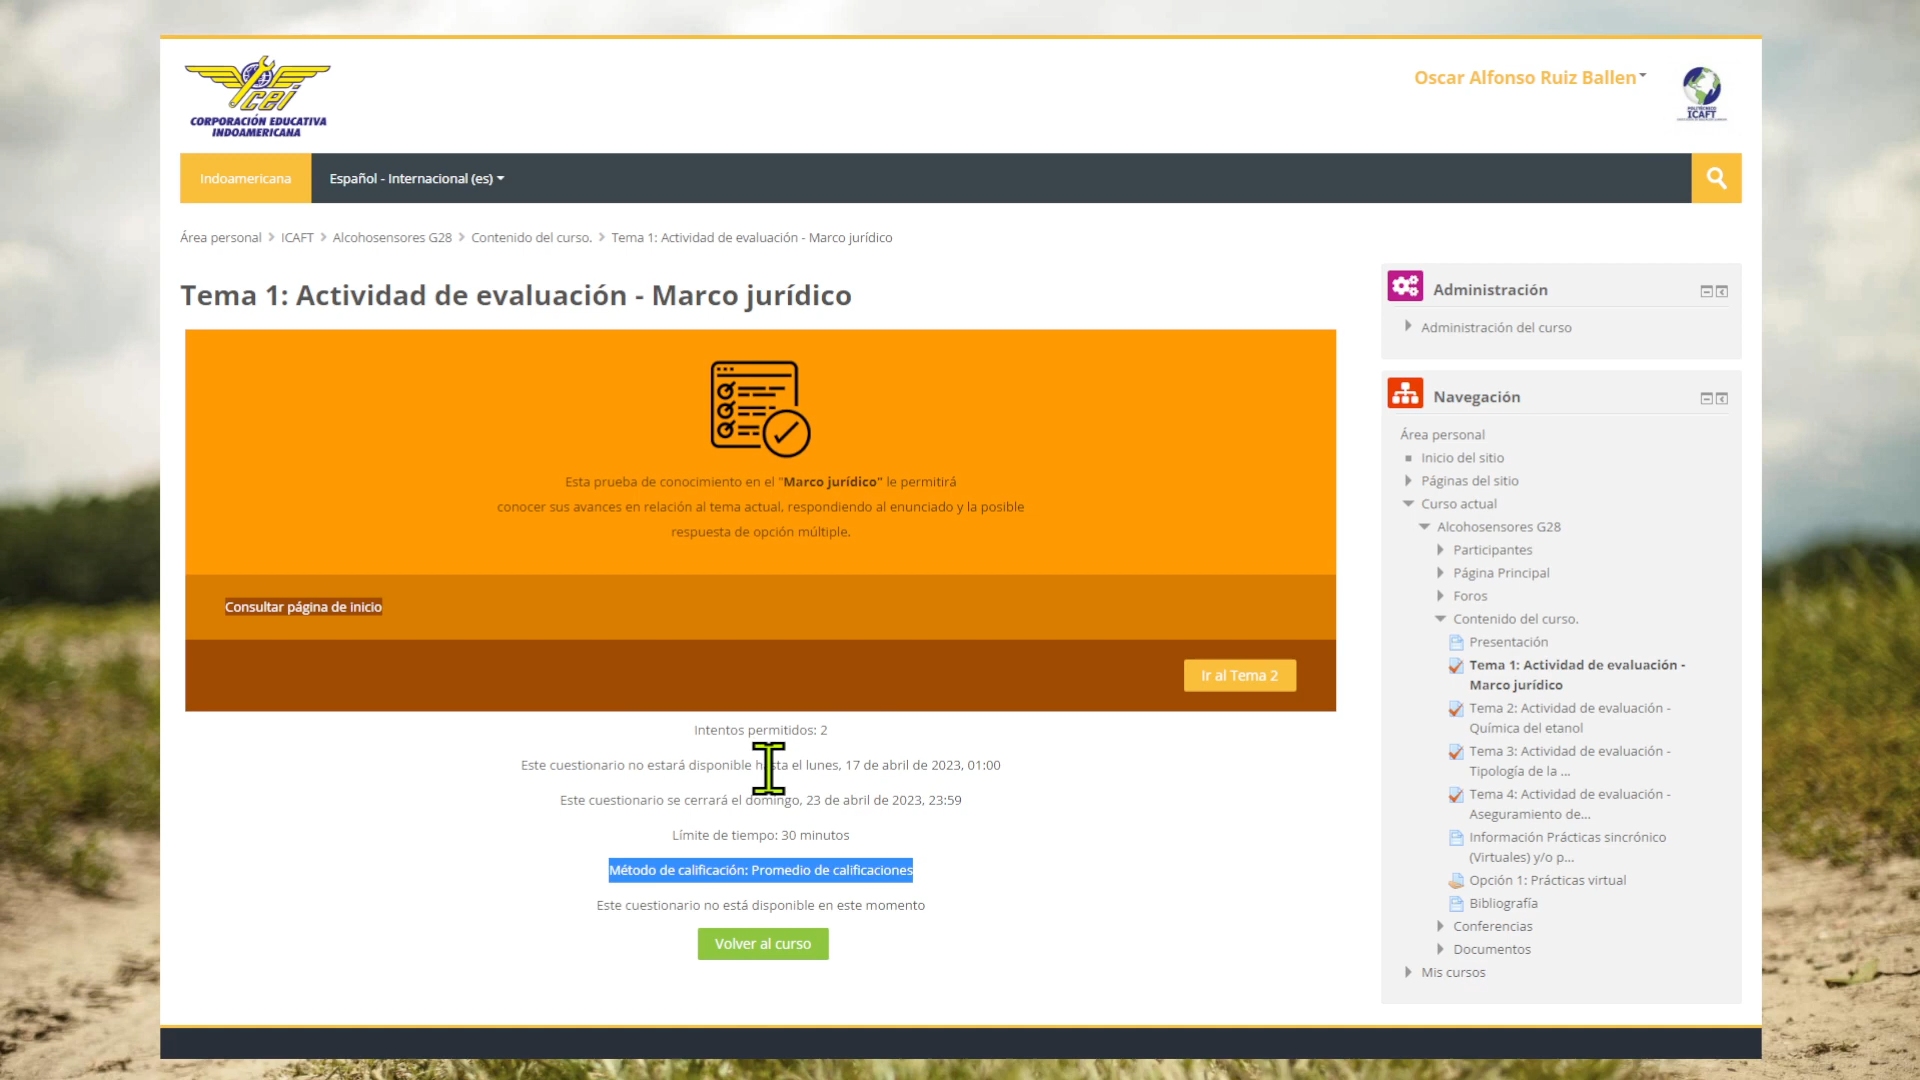 cei
CORPORACIÓN EDUCATIVA
INDOAMERICANA
Oscar Alfonso Ruiz Ballen
ICAFT
Indoamericana
Español - Internacional (es)
Área personal > ICAFT > Alcohosensores G28 > Contenido del curso. > Tema 1: Actividad de evaluación - Marco jurídico
Tema 1: Actividad de evaluación - Marco jurídico
Esta prueba de conocimiento en el "Marco jurídico" le permitirá
conocer sus avances en relación al tema actual, respondiendo al enunciado y la posible
respuesta de opción múltiple.
Consultar página de inicio
Ir al Tema 2
Intentos permitidos: 2
Este cuestionario no estará disponible hasta el lunes, 17 de abril de 2023, 01:00
Este cuestionario se cerrará el domingo, 23 de abril de 2023, 23:59
Límite de tiempo: 30 minutos
Método de calificación: Promedio de calificaciones
Este cuestionario no está disponible en este momento
Volver al curso
Administración
Administración del curso
Navegación
Área personal
Inicio del sitio
Páginas del sitio
Curso actual
Alcohosensores G28
Participantes
Página Principal
Foros
Contenido del curso.
Presentación
Tema 1: Actividad de evaluación -
Marco jurídico
Tema 2: Actividad de evaluación -
Química del etanol
Tema 3: Actividad de evaluación -
Tipología de la ...
Tema 4: Actividad de evaluación -
Aseguramiento de...
Información Prácticas sincrónico
(Virtuales) y/o p...
Opción 1: Prácticas virtual
Bibliografía
Conferencias
Documentos
Mis cursos